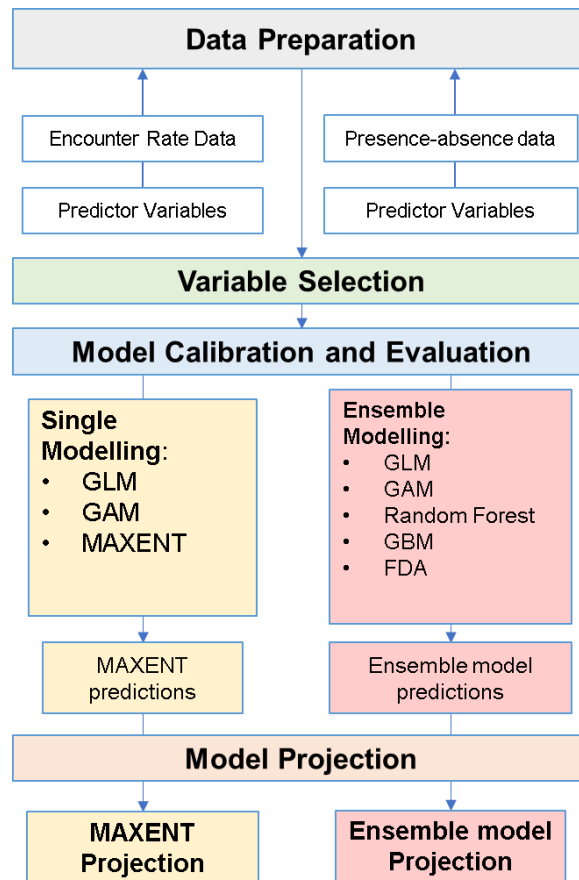 Data Preparation
Encounter Rate Data
Presence-absence data
Predictor Variables
Predictor Variables
Variable Selection
Model Calibration and Evaluation
Single
Modelling:
• GLM
• GAM
• MAXENT
Ensemble
Modelling:
• GLM
• GAM
• Random Forest
• GBM
• FDA
MAXENT
predictions
Ensemble model
predictions
Model Projection
MAXENT
Projection
Ensemble model
Projection